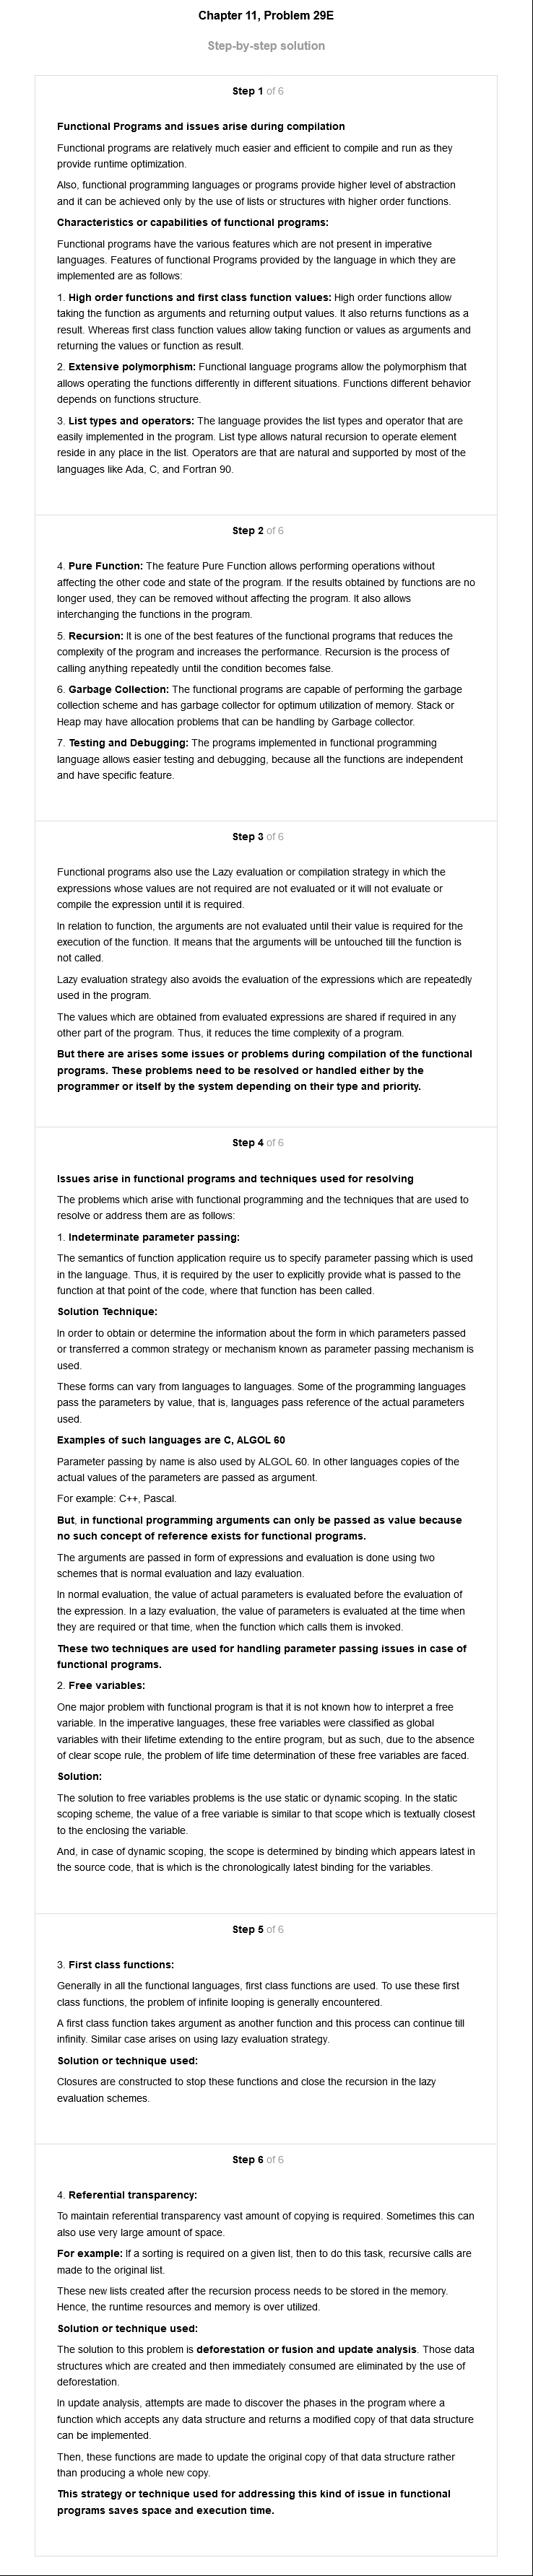 Chapter 11, Problem 29E
Step-by-step solution
Step 1 of 6
Functional Programs and issues arise during compilation
Functional programs are relatively much easier and efficient to compile and run as they
provide runtime optimization.
Also, functional programming languages or programs provide higher level of abstraction
and it can be achieved only by the use of lists or structures with higher order functions.
Characteristics or capabilities of functional programs:
Functional programs have the various features which are not present in imperative
languages. Features of functional Programs provided by the language in which they are
implemented are as follows:
1. High order functions and first class function values: High order functions allow
taking the function as arguments and returning output values. It also returns functions as a
result. Whereas first class function values allow taking function or values as arguments and
returning the values or function as result.
2. Extensive polymorphism: Functional language programs allow the polymorphism that
allows operating the functions differently in different situations. Functions different behavior
depends on functions structure.
3. List types and operators: The language provides the list types and operator that are
easily implemented in the program. List type allows natural recursion to operate element
reside in any place in the list. Operators are that are natural and supported by most of the
languages like Ada, C, and Fortran 90.
Step 2 of 6
4. Pure Function: The feature Pure Function allows performing operations without
affecting the other code and state of the program. If the results obtained by functions are no
longer used, they can be removed without affecting the program. It also allows
interchanging the functions in the program.
5. Recursion: It is one of the best features of the functional programs that reduces the
complexity of the program and increases the performance. Recursion is the process of
calling anything repeatedly until the condition becomes false.
6. Garbage Collection: The functional programs are capable of performing the garbage
collection scheme and has garbage collector for optimum utilization of memory. Stack or
Heap may have allocation problems that can be handling by Garbage collector.
7. Testing and Debugging: The programs implemented in functional programming
language allows easier testing and debugging, because all the functions are independent
and have specific feature.
Step 3 of 6
Functional programs also use the Lazy evaluation or compilation strategy in which the
expressions whose values are not required are not evaluated or it will not evaluate or
compile the expression until it is required.
In relation to function, the arguments are not evaluated until their value is required for the
execution of the function. It means that the arguments will be untouched till the function is
not called.
Lazy evaluation strategy also avoids the evaluation of the expressions which are repeatedly
used in the program.
The values which are obtained from evaluated expressions are shared if required in any
other part of the program. Thus, it reduces the time complexity of a program.
But there are arises some issues or problems during compilation of the functional
programs. These problems need to be resolved or handled either by the
programmer or itself by the system depending on their type and priority.
Step 4 of 6
Issues arise in functional programs and techniques used for resolving
The problems which arise with functional programming and the techniques that are used to
resolve or address them are as follows:
1. Indeterminate parameter passing:
The semantics of function application require us to specify parameter passing which is used
in the language. Thus, it is required by the user to explicitly provide what is passed to the
function at that point of the code, where that function has been called.
Solution Technique:
In order to obtain or determine the information about the form in which parameters passed
or transferred a common strategy or mechanism known as parameter passing mechanism is
used.
These forms can vary from languages to languages. Some of the programming languages
pass the parameters by value, that is, languages pass reference of the actual parameters
used.
Examples of such languages are C, ALGOL 60
Parameter passing by name is also used by ALGOL 60. In other languages copies of the
actual values of the parameters are passed as argument.
For example: C++, Pascal.
But, in functional programming arguments can only be passed as value because
no such concept of reference exists for functional programs.
The arguments are passed in form of expressions and evaluation is done using two
schemes that is normal evaluation and lazy evaluation.
In normal evaluation, the value of actual parameters is evaluated before the evaluation of
the expression. In a lazy evaluation, the value of parameters is evaluated at the time when
they are required or that time, when the function which calls them is invoked.
These two techniques are used for handling parameter passing issues in case of
functional programs.
2. Free variables:
One major problem with functional program is that it is not known how to interpret a free
variable. In the imperative languages, these free variables were classified as global
variables with their lifetime extending to the entire program, but as such, due to the absence
of clear scope rule, the problem of life time determination of these free variables are faced.
Solution:
The solution to free variables problems is the use static or dynamic scoping. In the static
scoping scheme, the value of a free variable is similar to that scope which is textually closest
to the enclosing the variable.
And, in case of dynamic scoping, the scope is determined by binding which appears latest in
the source code, that is which is the chronologically latest binding for the variables.
Step 5 of 6
3. First class functions:
Generally in all the functional languages, first class functions are used. To use these first
class functions, the problem of infinite looping is generally encountered.
A first class function takes argument as another function and this process can continue till
infinity. Similar case arises on using lazy evaluation strategy.
Solution or technique used:
Closures are constructed to stop these functions and close the recursion in the lazy
evaluation schemes.
Step 6 of 6
4. Referential transparency:
To maintain referential transparency vast amount of copying is required. Sometimes this can
also use very large amount of space.
For example: If a sorting is required on a given list, then to do this task, recursive calls are
made to the original list.
These new lists created after the recursion process needs to be stored in the memory.
Hence, the runtime resources and memory is over utilized.
Solution or technique used:
The solution to this problem is deforestation or fusion and update analysis. Those data
structures which are created and then immediately consumed are eliminated by the use of
deforestation.
In update analysis, attempts are made to discover the phases in the program where a
function which accepts any data structure and returns a modified copy of that data structure
can be implemented.
Then, these functions are made to update the original copy of that data structure rather
than producing a whole new copy.
This strategy or technique used for addressing this kind of issue in functional
programs saves space and execution time.